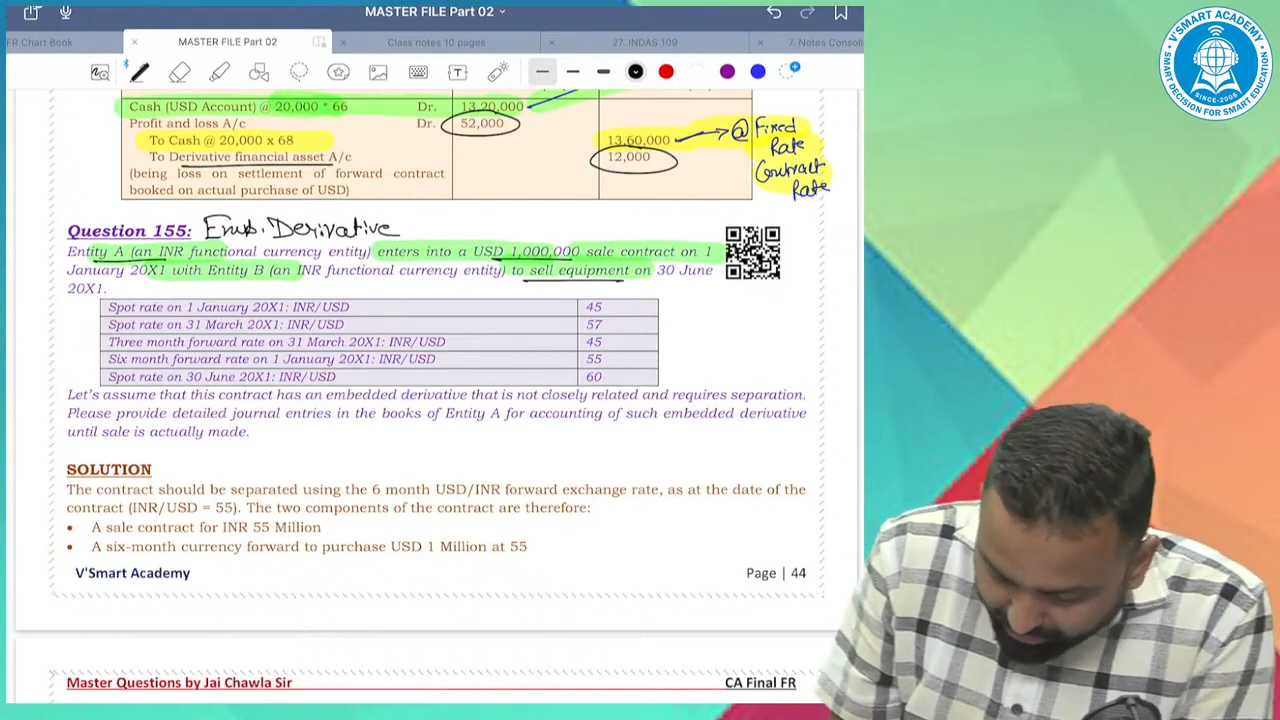 MASTER FILE Part 02
FR Chart Book
MASTER FILE Part 02
Class notes 10 pages
27. INDAS 109
7. Notes Consoli
V'SMART ACADEMY
SINCE-2005
SMART DECISION FOR SMART EDUCATION
Cash (USD Account) @ 20,000 * 66 Dr. 13,20,000
Profit and loss A/c Dr. 52,000
To Cash @ 20,000 x 68 13,60,000
To Derivative financial asset A/c 12,000
(being loss on settlement of forward contract
booked on actual purchase of USD)
@ Fixed
Rate
Contract
Rate
Question 155: Emb. Derivative
Entity A (an INR functional currency entity) enters into a USD 1,000,000 sale contract on 1
January 20X1 with Entity B (an INR functional currency entity) to sell equipment on 30 June
20X1.
Spot rate on 1 January 20X1: INR/USD 45
Spot rate on 31 March 20X1: INR/USD 57
Three month forward rate on 31 March 20X1: INR/USD 45
Six month forward rate on 1 January 20X1: INR/USD 55
Spot rate on 30 June 20X1: INR/USD 60
Let's assume that this contract has an embedded derivative that is not closely related and requires separation.
Please provide detailed journal entries in the books of Entity A for accounting of such embedded derivative
until sale is actually made.
SOLUTION
The contract should be separated using the 6 month USD/INR forward exchange rate, as at the date of the
contract (INR/USD = 55). The two components of the contract are therefore:
• A sale contract for INR 55 Million
• A six-month currency forward to purchase USD 1 Million at 55
V'Smart Academy Page | 44
Master Questions by Jai Chawla Sir CA Final FR